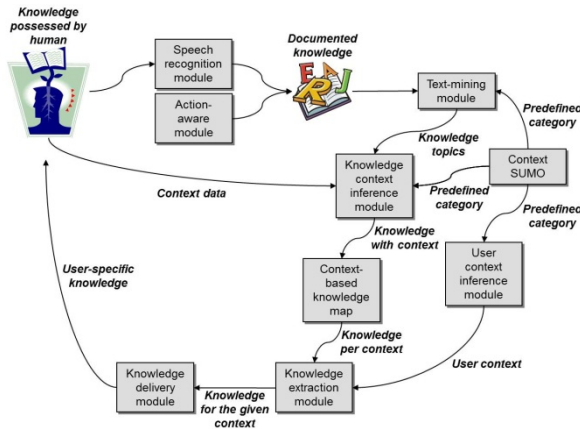 Knowledge
possessed by
human
Speech
recognition
module
Action-
aware
module
Documented
knowledge
E
A
J
R
Text-mining
module
Predefined
category
Knowledge
topics
Context
SUMO
Knowledge
context
inference
module
Predefined
category
Predefined
category
Context data
Knowledge
with context
User
context
inference
module
User-specific
knowledge
Context-
based
knowledge
map
Knowledge
per context
User context
Knowledge
delivery
module
Knowledge
for the given
context
Knowledge
extraction
module